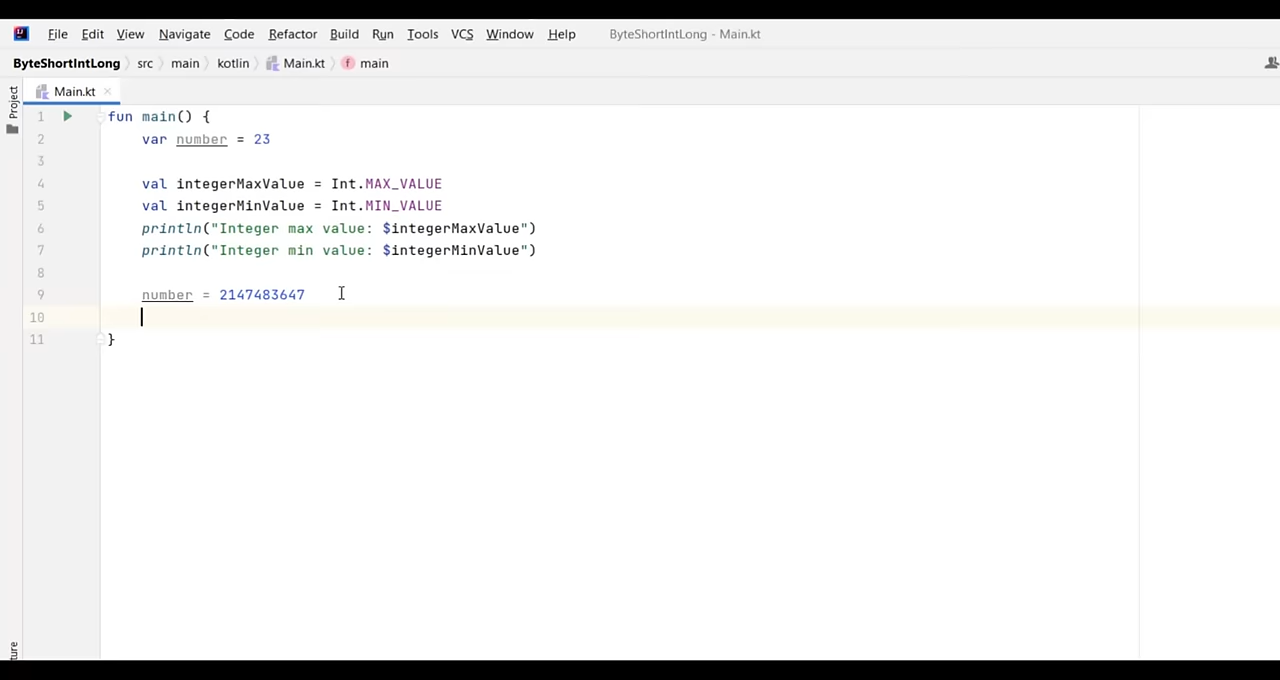 File Edit View Navigate Code Refactor Build Run Tools VCS Window Help ByteShortIntLong - Main.kt
ByteShortIntLong src main kotlin Main.kt f main
Project
Main.kt
1 fun main() {
2 var number = 23
3
4 val integerMaxValue = Int.MAX_VALUE
5 val integerMinValue = Int.MIN_VALUE
6 println("Integer max value: $integerMaxValue")
7 println("Integer min value: $integerMinValue")
8
9 number = 2147483647
10
11 }
ture